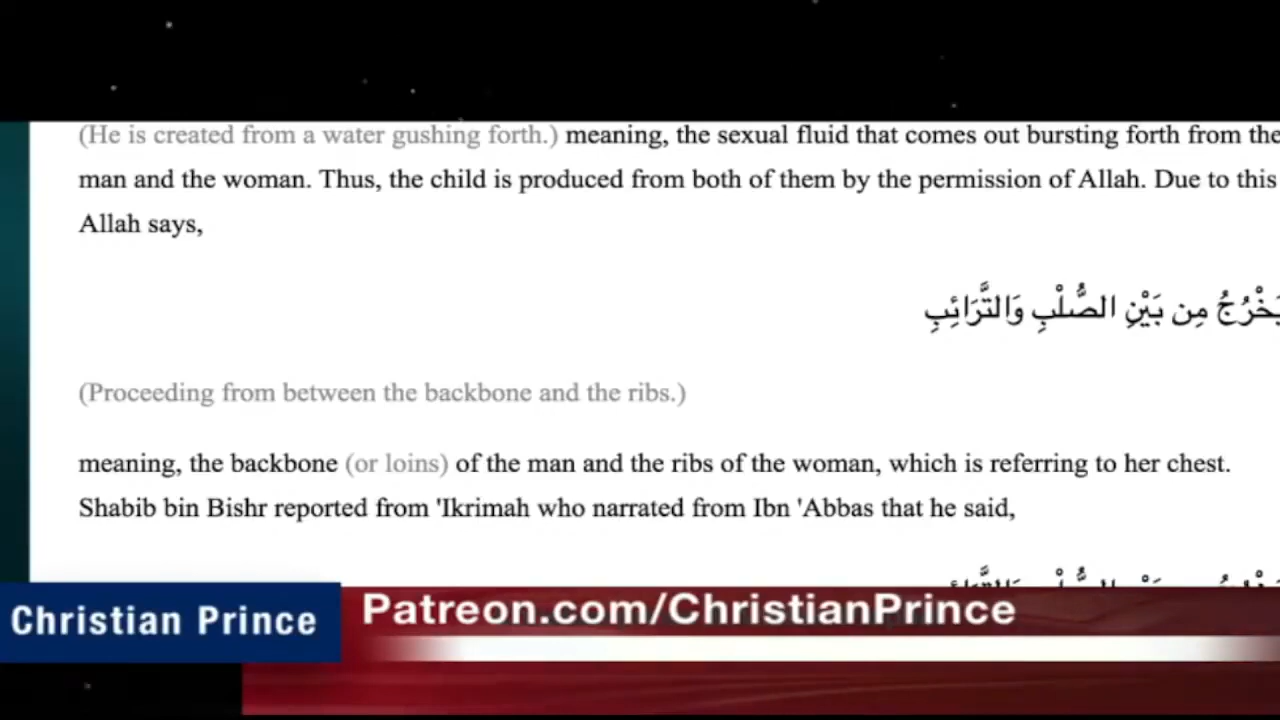 (He is created from a water gushing forth.) meaning, the sexual fluid that comes out bursting forth from the
man and the woman. Thus, the child is produced from both of them by the permission of Allah. Due to this
Allah says,
يَخْرُجُ مِن بَيْنِ الصُّلْبِ وَالتَّرَائِبِ
(Proceeding from between the backbone and the ribs.)
meaning, the backbone (or loins) of the man and the ribs of the woman, which is referring to her chest.
Shabib bin Bishr reported from 'Ikrimah who narrated from Ibn 'Abbas that he said,
Christian Prince
Patreon.com/ChristianPrince